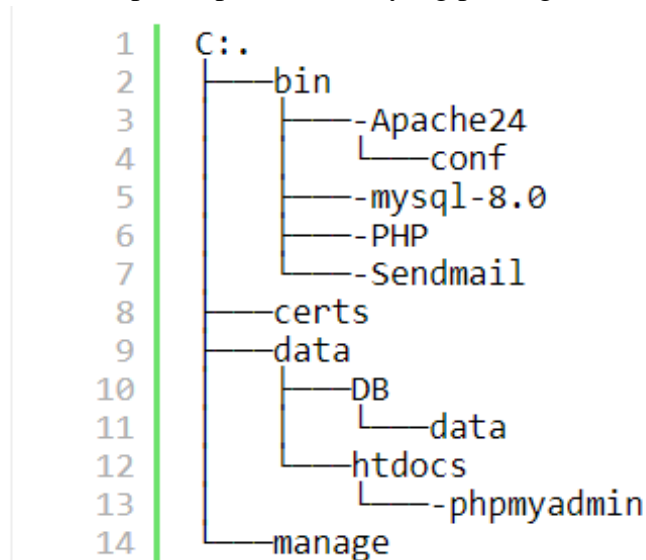 1 C:.
2 ├───bin
3 │ ├───-Apache24
4 │ │ └───conf
5 │ ├───-mysql-8.0
6 │ ├───-PHP
7 │ └───-Sendmail
8 ├───certs
9 ├───data
10 │ ├───DB
11 │ │ └───data
12 │ └───htdocs
13 │ └───-phpmyadmin
14 └───manage